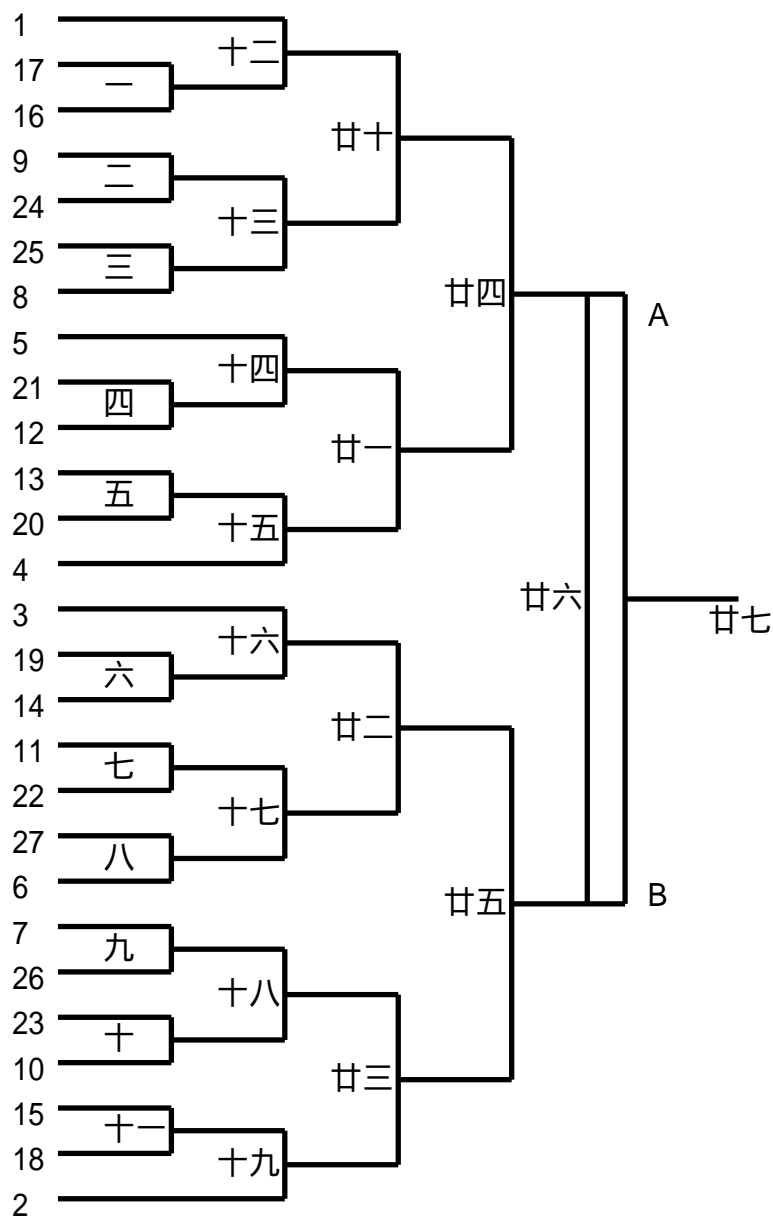 1
十二
17
一
16
廿十
9
二
24
十三
25
三
8
廿四
A
5
十四
21
四
12
廿一
13
五
20
十五
4
廿六
廿七
3
十六
19
六
14
廿二
11
七
22
十七
27
八
6
廿五
B
7
九
26
十八
23
十
10
廿三
15
十一
18
十九
2